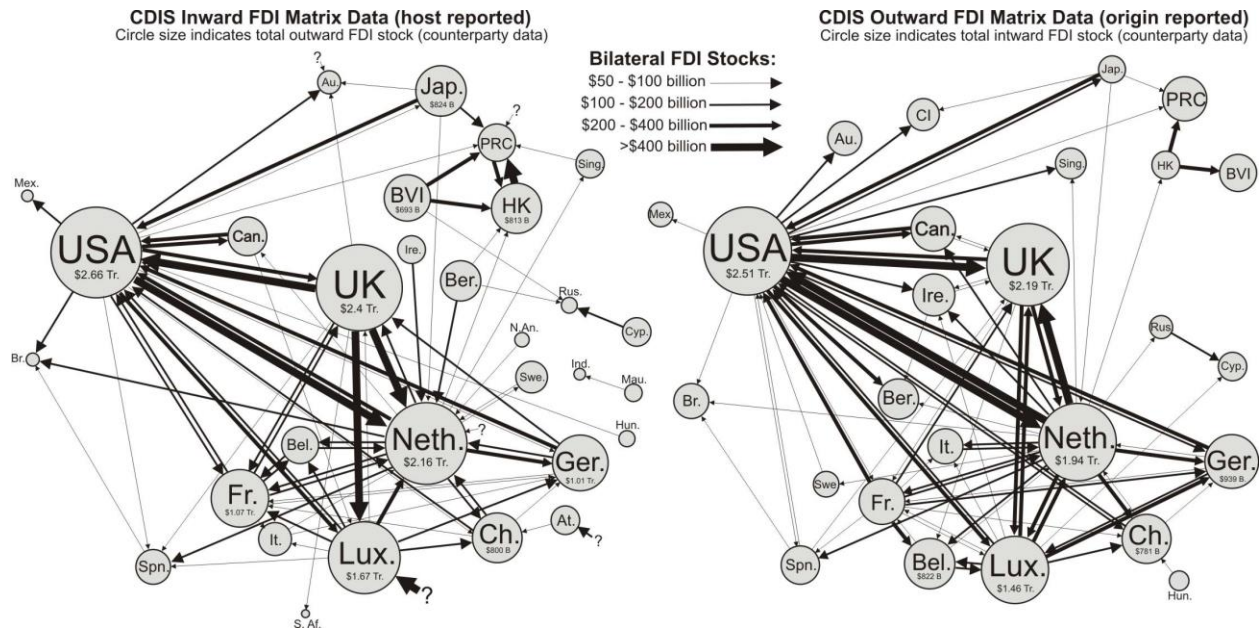 CDIS Inward FDI Matrix Data (host reported)
Circle size indicates total outward FDI stock (counterparty data)
?
Au.
Jap.
$824 B
?
PRC
Sing.
BVI
$693 B
HK
$813 B
Mex.
USA
$2.66 Tr.
Can.
UK
$2.4 Tr.
Ire.
Ber.
Rus.
Cyp.
N.An.
Ind.
Mau.
Br.
Swe.
Hun.
Neth.
$2.16 Tr.
?
Bel.
Ger.
$1.01 Tr.
Fr.
$1.07 Tr.
It.
Ch.
$800 B
At.
?
Spn.
Lux.
$1.67 Tr.
?
S. Af.
Bilateral FDI Stocks:
$50 - $100 billion
$100 - $200 billion
$200 - $400 billion
>$400 billion
CDIS Outward FDI Matrix Data (origin reported)
Circle size indicates total inward FDI stock (counterparty data)
Jap.
PRC
CI
Au.
HK
BVI
Sing.
Mex
USA
$2.51 Tr.
Can.
UK
$2.19 Tr.
Ire.
Rus
Cyp.
Br.
Ber.
It.
Neth.
$1.94 Tr.
Ger.
$939 B.
Swe
Fr.
Ch.
$781 B
Spn.
Bel.
$822 B
Lux.
$1.46 Tr.
Hun.